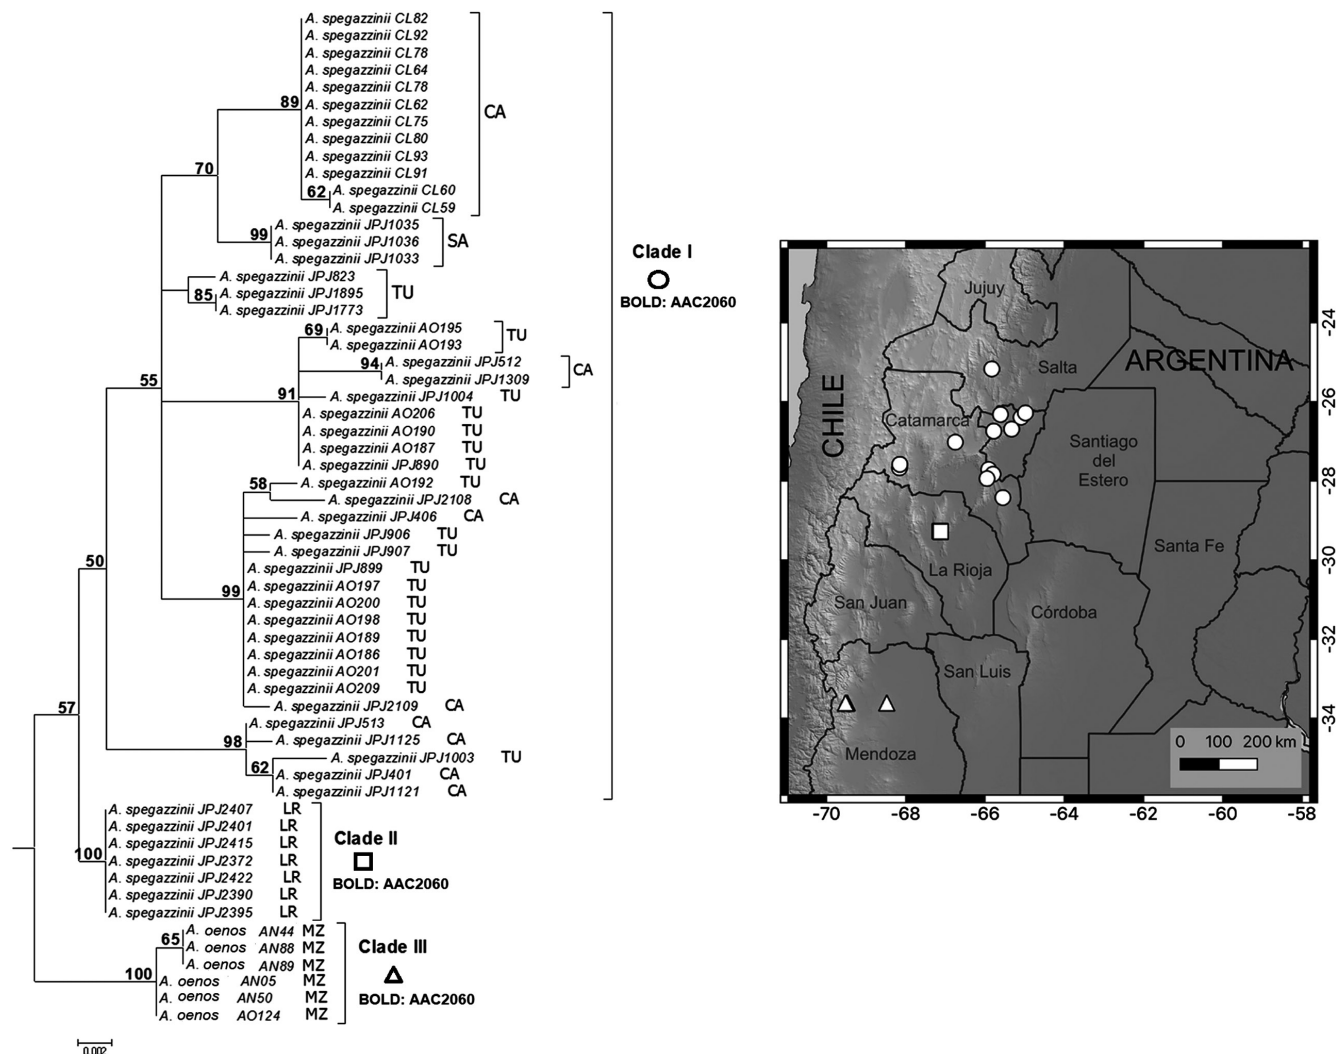 A. spegazzinii CL82
A. spegazzinii CL92
A. spegazzinii CL78
A. spegazzinii CL64
A. spegazzinii CL78
A. spegazzinii CL62
A. spegazzinii CL75
A. spegazzinii CL80
A. spegazzinii CL93
A. spegazzinii CL91
A. spegazzinii CL60
A. spegazzinii CL59
89
62
CA
70
A. spegazzinii JPJ1035
A. spegazzinii JPJ1036
A. spegazzinii JPJ1033
99
SA
A. spegazzinii JPJ823
A. spegazzinii JPJ1895
A. spegazzinii JPJ1773
85
TU
A. spegazzinii AO195
A. spegazzinii AO193
69
TU
A. spegazzinii JPJ512
A. spegazzinii JPJ1309
94
CA
55
91
A. spegazzinii JPJ1004 TU
A. spegazzinii AO206 TU
A. spegazzinii AO190 TU
A. spegazzinii AO187 TU
A. spegazzinii JPJ890 TU
58
A. spegazzinii AO192 TU
A. spegazzinii JPJ2108 CA
A. spegazzinii JPJ406 CA
A. spegazzinii JPJ906 TU
A. spegazzinii JPJ907 TU
50
99
A. spegazzinii JPJ899 TU
A. spegazzinii AO197 TU
A. spegazzinii AO200 TU
A. spegazzinii AO198 TU
A. spegazzinii AO189 TU
A. spegazzinii AO186 TU
A. spegazzinii AO201 TU
A. spegazzinii AO209 TU
A. spegazzinii JPJ2109 CA
57
98
A. spegazzinii JPJ513 CA
A. spegazzinii JPJ1125 CA
62
A. spegazzinii JPJ1003 TU
A. spegazzinii JPJ401 CA
A. spegazzinii JPJ1121 CA
Clade I
BOLD: AAC2060
100
A. spegazzinii JPJ2407 LR
A. spegazzinii JPJ2401 LR
A. spegazzinii JPJ2415 LR
A. spegazzinii JPJ2372 LR
A. spegazzinii JPJ2422 LR
A. spegazzinii JPJ2390 LR
A. spegazzinii JPJ2395 LR
Clade II
BOLD: AAC2060
65
100
A. oenos AN44 MZ
A. oenos AN88 MZ
A. oenos AN89 MZ
A. oenos AN05 MZ
A. oenos AN50 MZ
A. oenos AO124 MZ
Clade III
BOLD: AAC2060
0.002
Jujuy
Salta
ARGENTINA
CHILE
Catamarca
Santiago
del
Estero
Santa Fe
La Rioja
San Juan
Córdoba
San Luis
Mendoza
0 100 200 km
-24
-26
-28
-30
-32
-34
-70 -68 -66 -64 -62 -60 -58